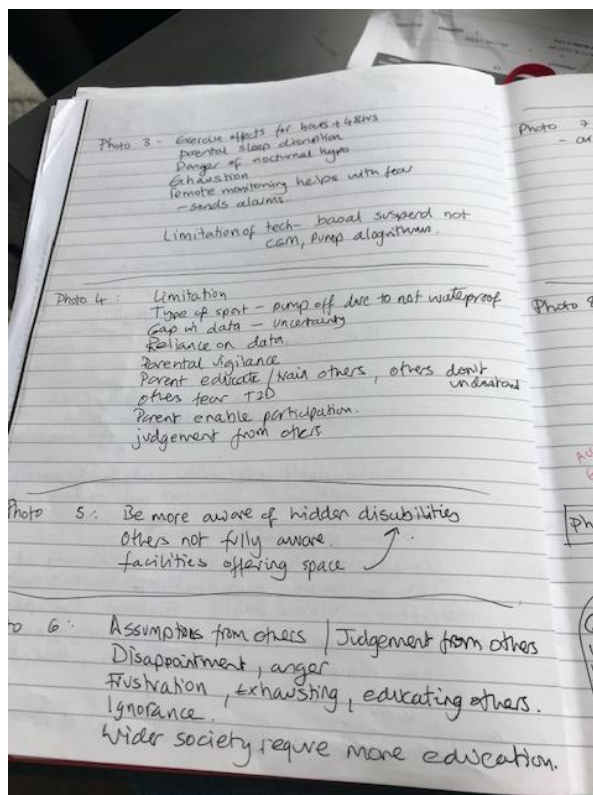 Photo 3 - Exercise effects for hours + 48hrs
parental sleep disruption
Danger of nocturnal hypo
Exhaustion
remote monitoring helps with fear
- sends alarms
Limitation of tech - basal suspend not
CGM, pump alogrithms.
Photo 4 : Limitation
Type of sport - pump off due to not waterproof
Gap in data - uncertainty
Reliance on data
Parental vigilance
Parent educate / train others, others don't
understand
others fear T1D
Parent enable participation.
judgement from others
Photo 5 : Be more aware of hidden disabilities
Others not fully aware.
facilities offering space
6 : Assumptions from others / Judgement from others
Disappointment, anger
Frustration, Exhausting, educating others.
Ignorance.
Wider society require more education.
Photo 7
Photo 8
Ph